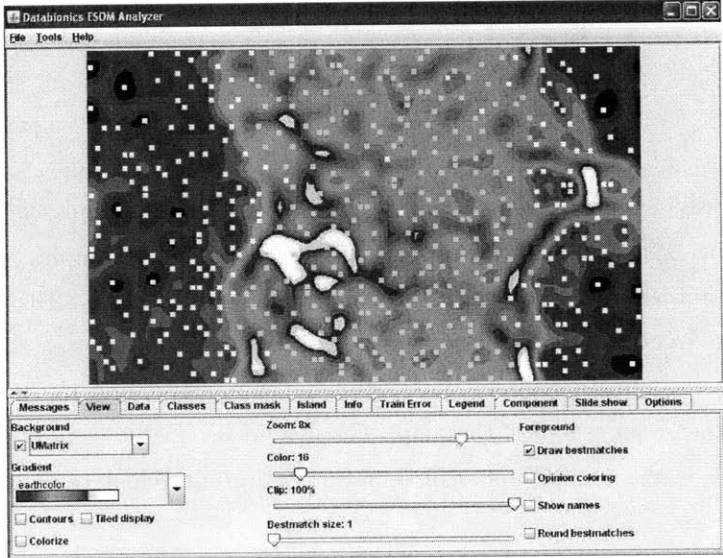 Databionics ESOM Analyzer
File Tools Help
Messages View Data Classes Class mask Island Info Train Error Legend Component Slide show Options
Background
UMatrix
Gradient
earthcolor
Contours Tiled display
Colorize
Zoom: 8x
Color: 16
Clip: 100%
Bestmatch size: 1
Foreground
Draw bestmatches
Opinion coloring
Show names
Round bestmatches